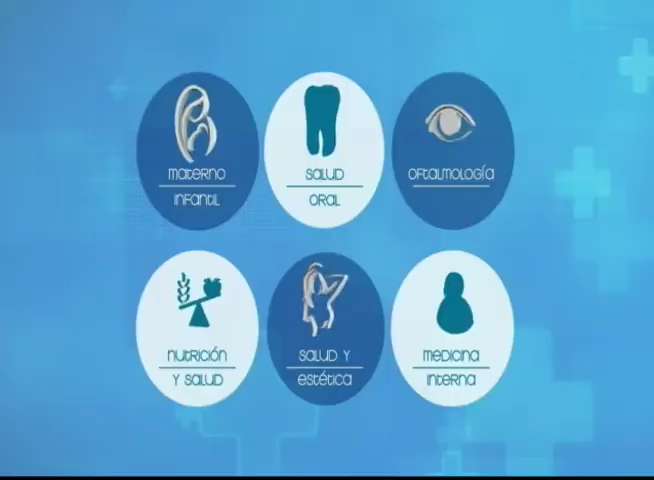 materno
infantil
SALUD
ORAL
OFTALMOLOGÍA
nutrición
Y SALUD
SALUD Y
estética
medicina
interna